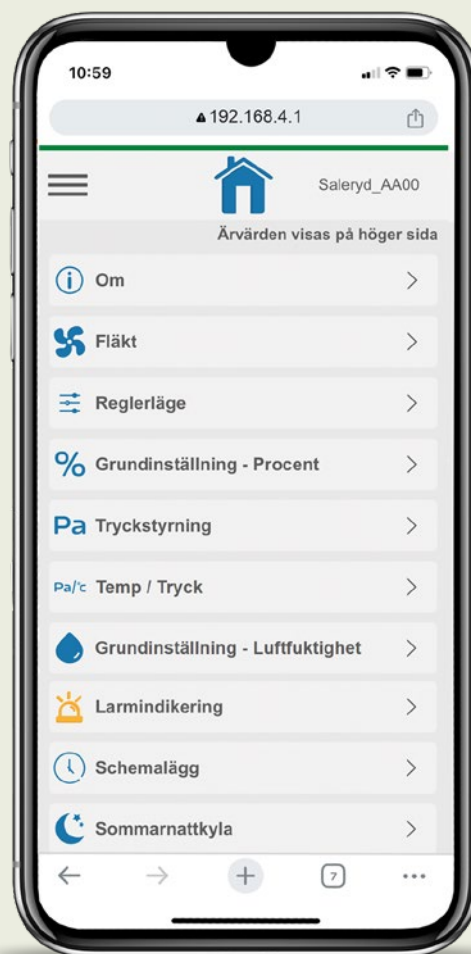 10:59
192.168.4.1
Saleryd_AA00
Ärvärden visas på höger sida
Om
Fläkt
Reglerläge
% Grundinställning - Procent
Pa Tryckstyrning
Pa/°c Temp / Tryck
Grundinställning - Luftfuktighet
Larmindikering
Schemalägg
Sommarnattkyla
7